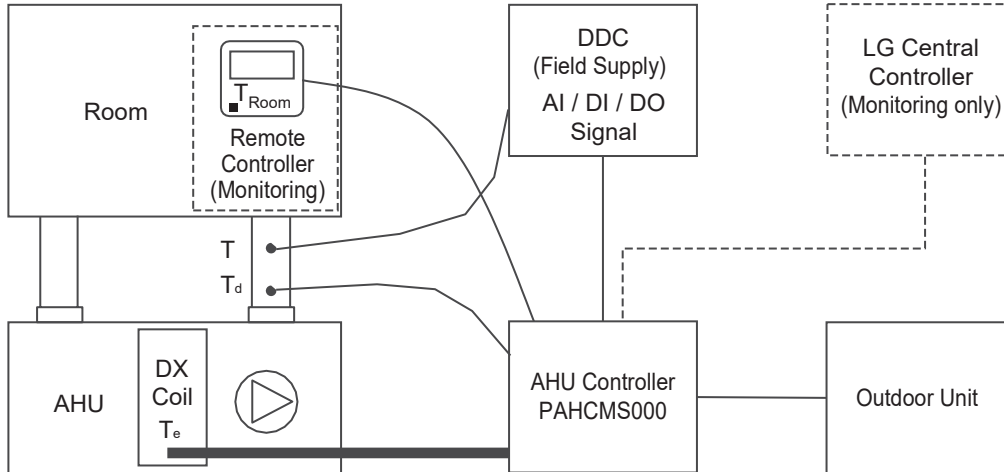 Room
T Room
Remote
Controller
(Monitoring)
DDC
(Field Supply)
AI / DI / DO
Signal
LG Central
Controller
(Monitoring only)
T
Td
AHU
DX
Coil
Te
AHU Controller
PAHCMS000
Outdoor Unit